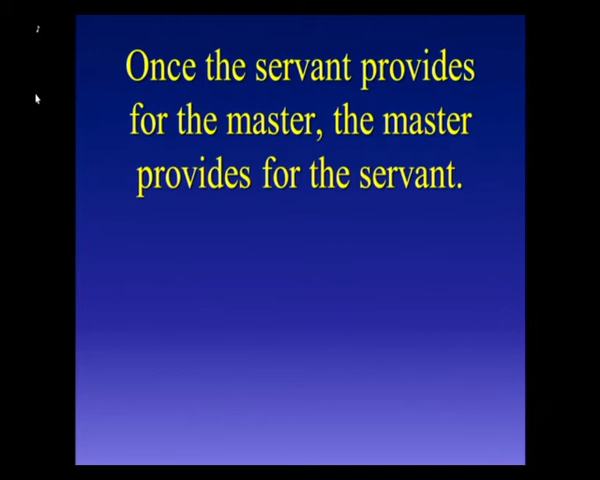 Once the servant provides
for the master, the master
provides for the servant.